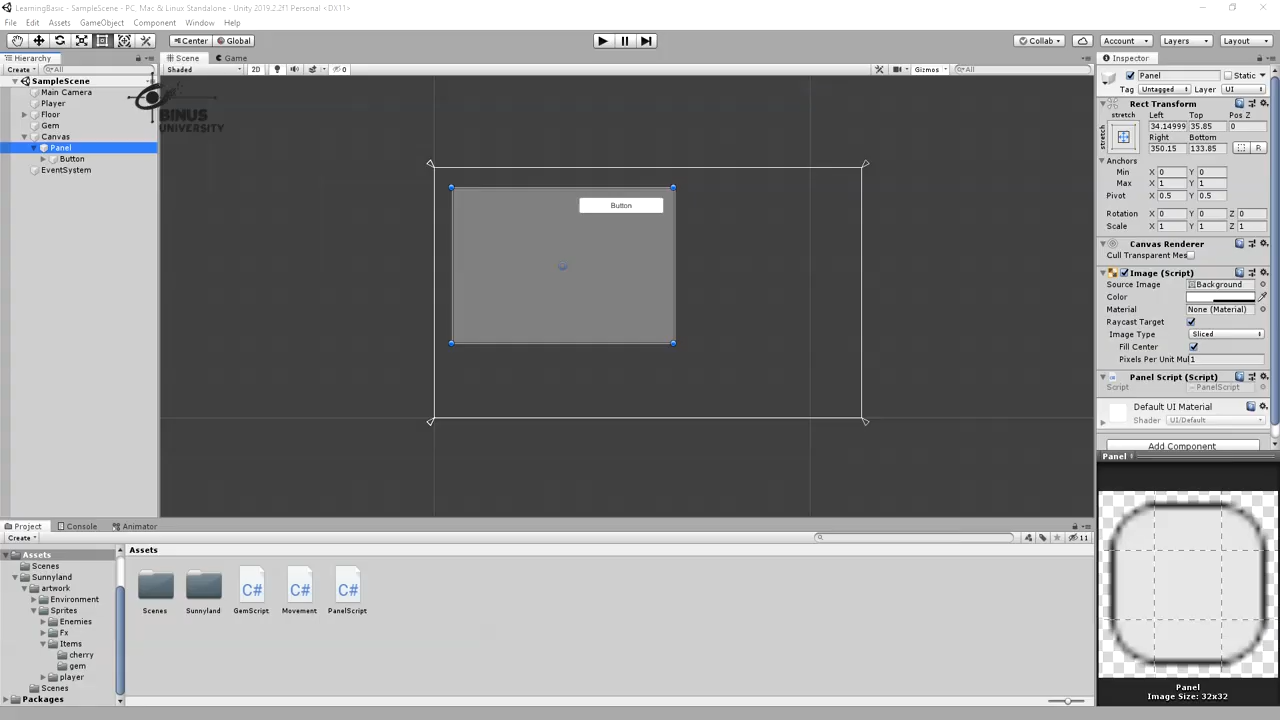 LearningBasic - SampleScene - PC, Mac & Linux Standalone - Unity 2019.2.2f1 Personal <DX11>
File Edit Assets GameObject Component Window Help
Center Global Collab Account Layers Layout
Hierarchy
Create All
SampleScene
Main Camera
Player
Floor
Gem
Canvas
Panel
Button
EventSystem
BINUS
UNIVERSITY
Scene Game
Shaded 2D 0 Gizmos All
Button
Inspector
Panel Static
Tag Untagged Layer UI
Rect Transform
stretch Left Top Pos Z
stretch 34.14999 35.85 0
Right Bottom
350.15 133.85 R
Anchors
Min X 0 Y 0
Max X 1 Y 1
Pivot X 0.5 Y 0.5
Rotation X 0 Y 0 Z 0
Scale X 1 Y 1 Z 1
Canvas Renderer
Cull Transparent Mes
Image (Script)
Source Image Background
Color
Material None (Material)
Raycast Target
Image Type Sliced
Fill Center
Pixels Per Unit Mul 1
Panel Script (Script)
Script PanelScript
Default UI Material
Shader UI/Default
Add Component
Panel
Panel
Image Size: 32x32
Project Console Animator
Create 11
Assets
Scenes
Sunnyland
artwork
Environment
Sprites
Enemies
Fx
Items
cherry
gem
player
Scenes
Packages
Assets
Scenes Sunnyland GemScript Movement PanelScript
C# C# C#